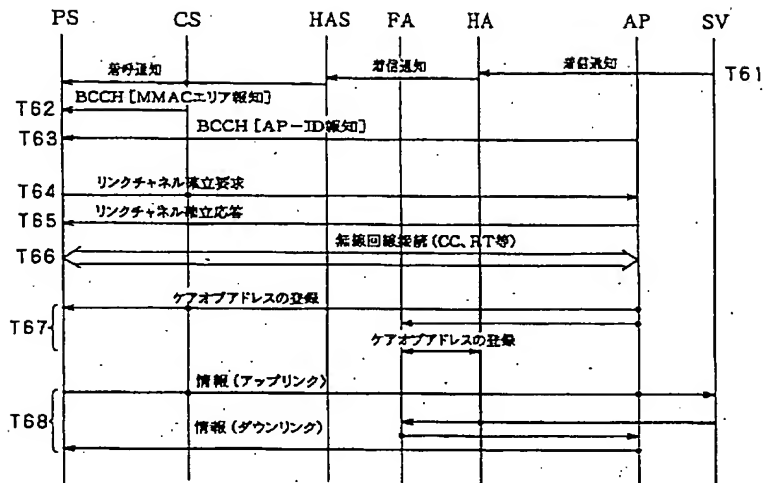 PS CS HAS FA HA AP SV
着呼通知 着信通知 着信通知 T61
BCCH [MMACエリア報知]
T62
BCCH [AP-ID報知]
T63
T64 リンクチャネル確立要求
T65 リンクチャネル確立応答
無線回線接続 (CC、RT等)
T66
ケアオブアドレスの登録
T67
ケアオブアドレスの登録
情報 (アップリンク)
T68
情報 (ダウンリンク)